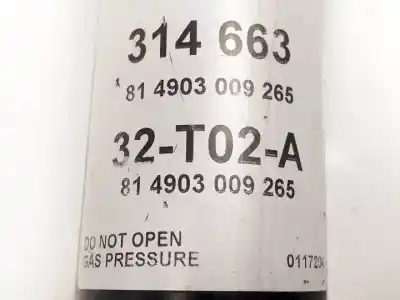 314 663
81 4903 009 265
32-T02-A
81 4903 009 265
DO NOT OPEN
GAS PRESSURE